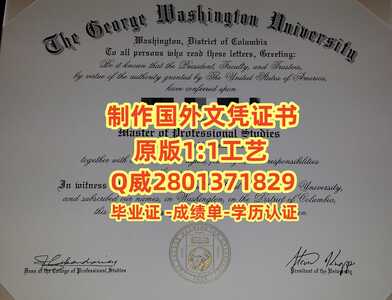 The George Washington University
Washington, District of Columbia
To all persons who read these letters, Greeting:
Be it known that the President, Faculty, and Trustees,
by virtue of the authority granted by The United States of America,
have conferred upon
制作国外文凭证书
Master of Professional Studies
原版1:1工艺
together with responsibilities
Q威2801371829
In witness University,
and subscribed our names, in Washington, in the District of Columbia,
毕业证 -成绩单-学历认证
Dean of the College of Professional Studies
President of the University